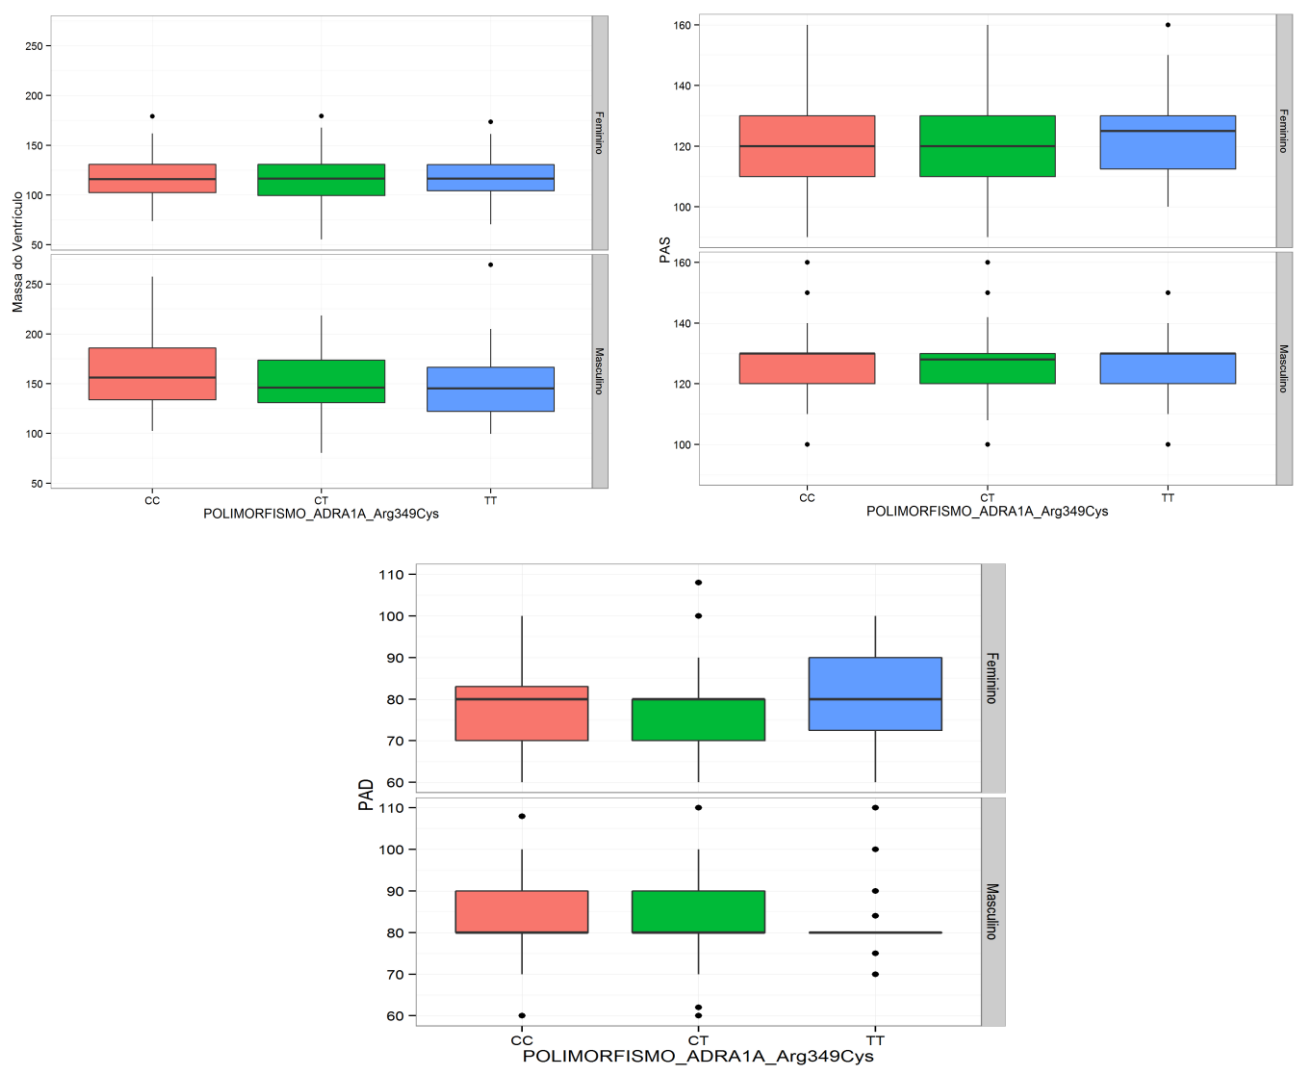 250
200
150
100
50
Feminino
Massa do Ventrículo
250
200
150
100
50
Masculino
CC CT TT
POLIMORFISMO_ADRA1A_Arg349Cys
160
140
120
100
Feminino
PAS
160
140
120
100
Masculino
CC CT TT
POLIMORFISMO_ADRA1A_Arg349Cys
110
100
90
80
70
60
Feminino
PAD
110
100
90
80
70
60
Masculino
CC CT TT
POLIMORFISMO_ADRA1A_Arg349Cys